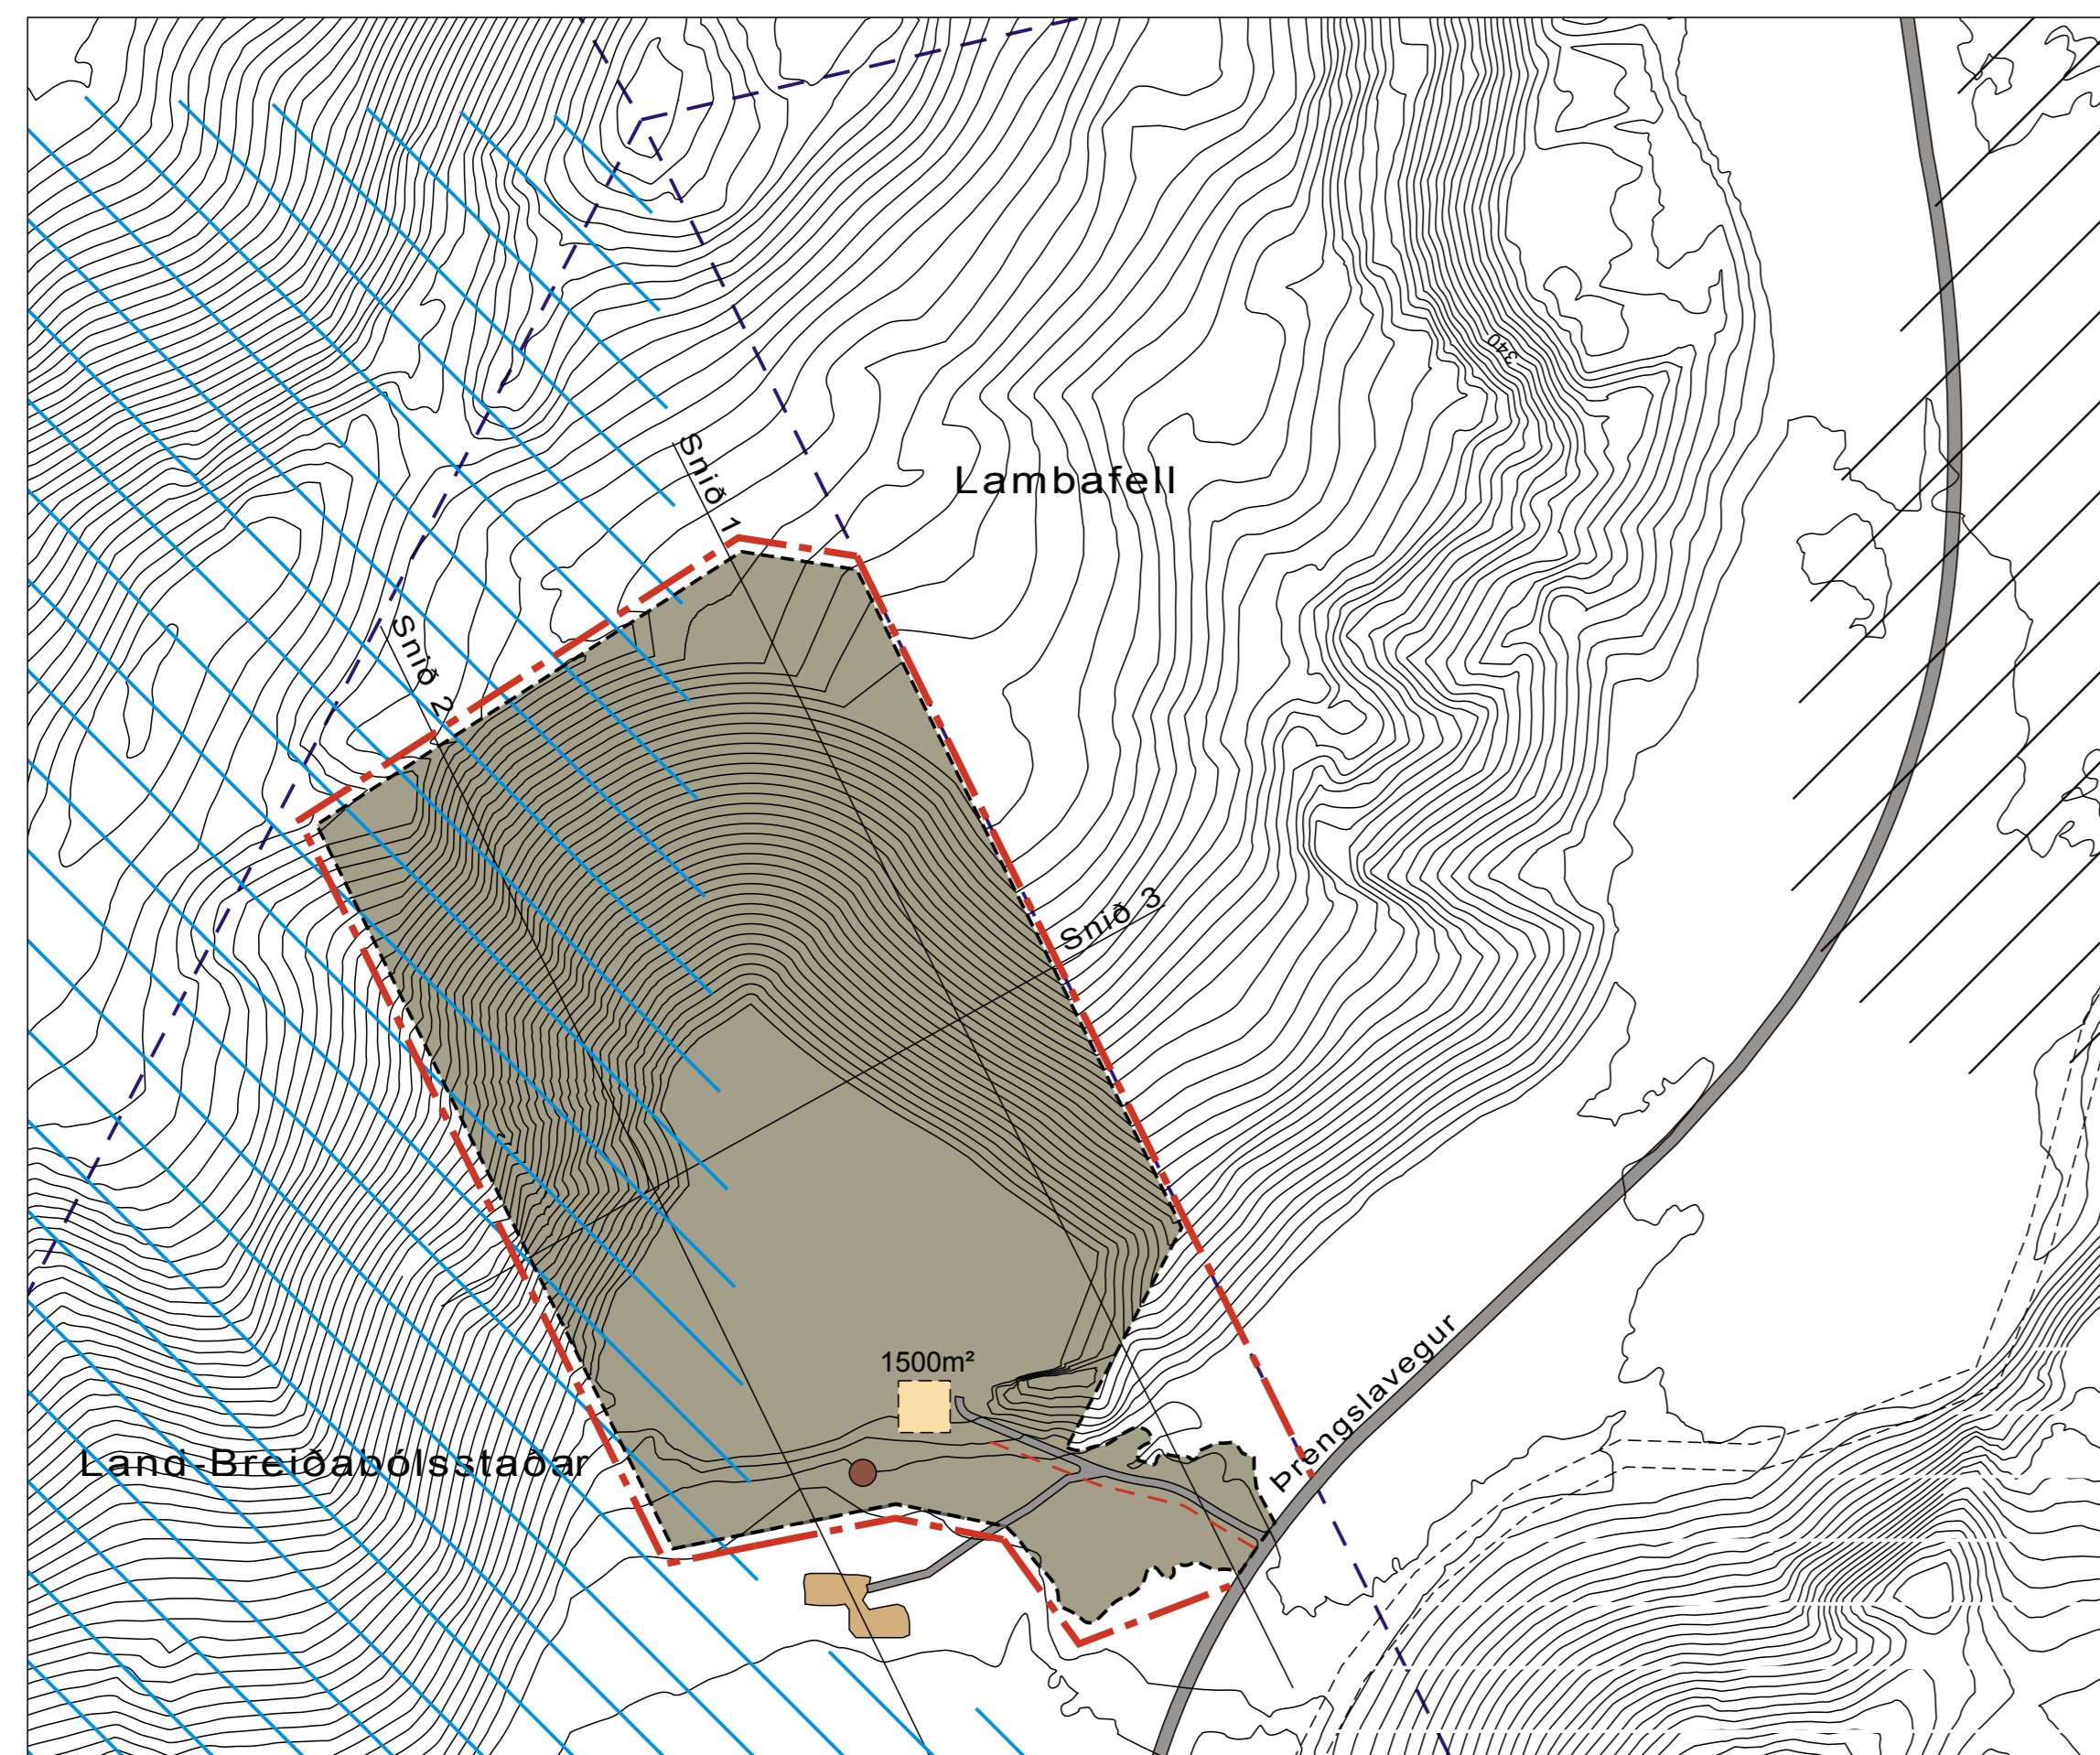 340
Snið 1
Lambafell
Snið 2
Snið 3
Þrengslavegur
1500m²
Land-Breiðabólsstaðar